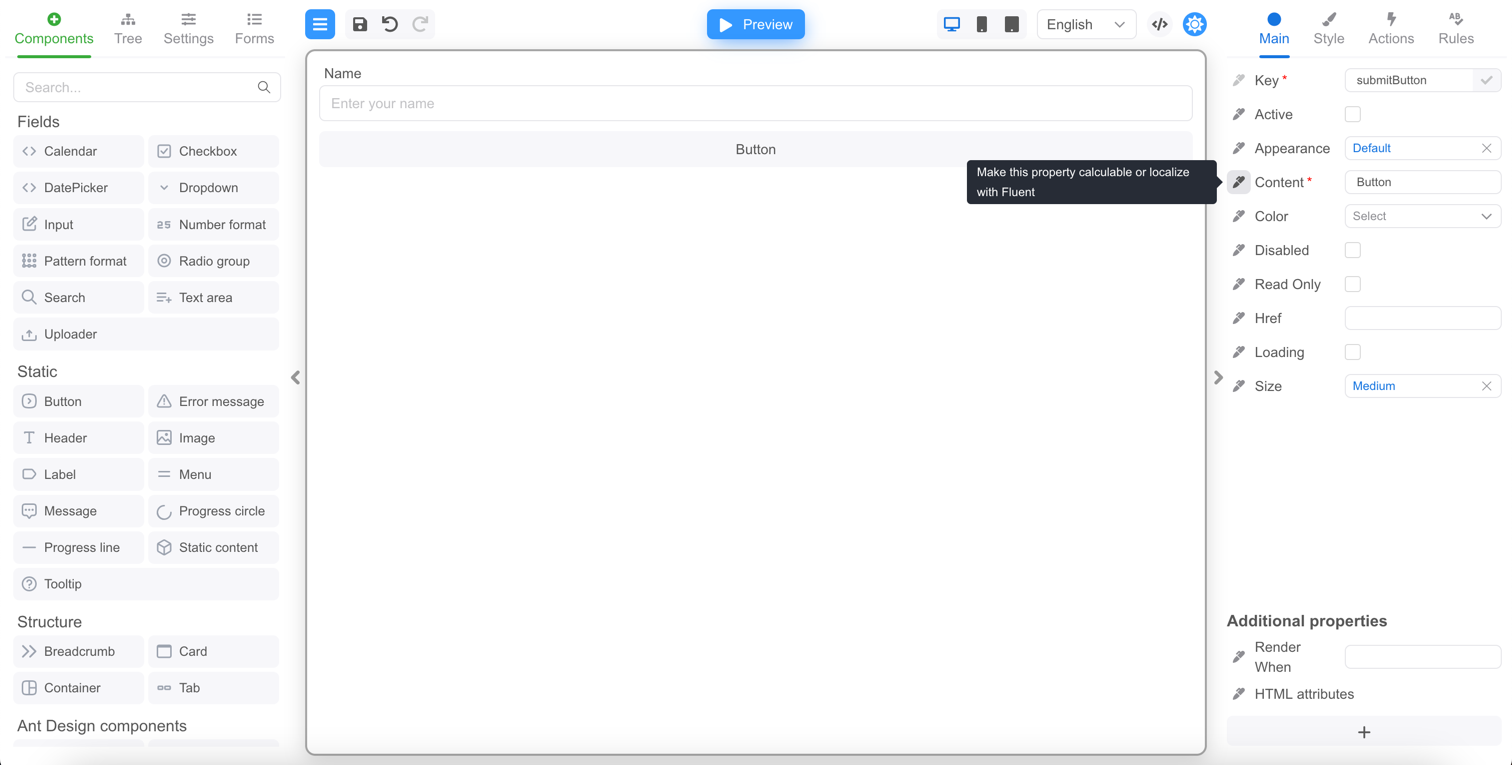 Components
Tree
Settings
Forms
Preview
English
Main
Style
Actions
Rules
Search...
Fields
Calendar
Checkbox
DatePicker
Dropdown
Input
Number format
Pattern format
Radio group
Search
Text area
Uploader
Static
Button
Error message
Header
Image
Label
Menu
Message
Progress circle
Progress line
Static content
Tooltip
Structure
Breadcrumb
Card
Container
Tab
Ant Design components
Name
Enter your name
Button
Make this property calculable or localize
with Fluent
Key *
submitButton
Active
Appearance
Default
Content *
Button
Color
Select
Disabled
Read Only
Href
Loading
Size
Medium
Additional properties
Render
When
HTML attributes